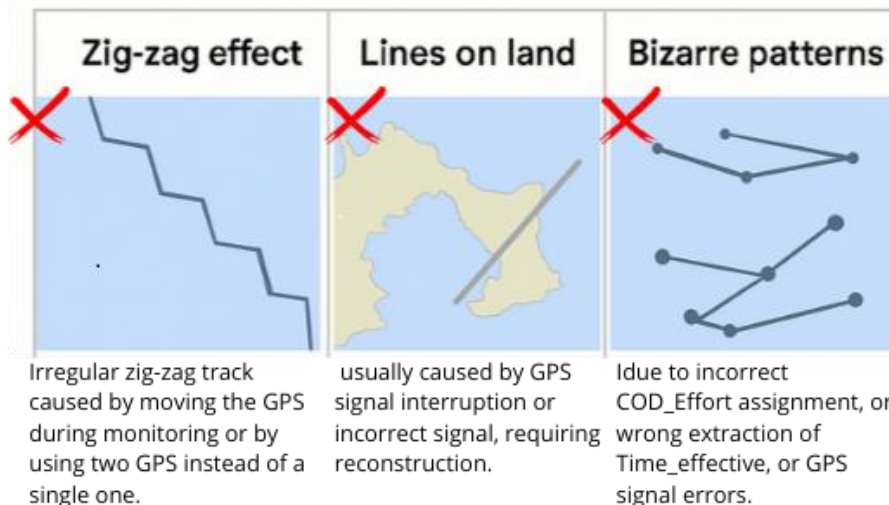 Zig-zag effect
Lines on land
Bizarre patterns
Irregular zig-zag track
caused by moving the GPS
during monitoring or by
using two GPS instead of a
single one.
usually caused by GPS
signal interruption or
incorrect signal, requiring
reconstruction.
Idue to incorrect
COD_Effort assignment, or
wrong extraction of
Time_effective, or GPS
signal errors.